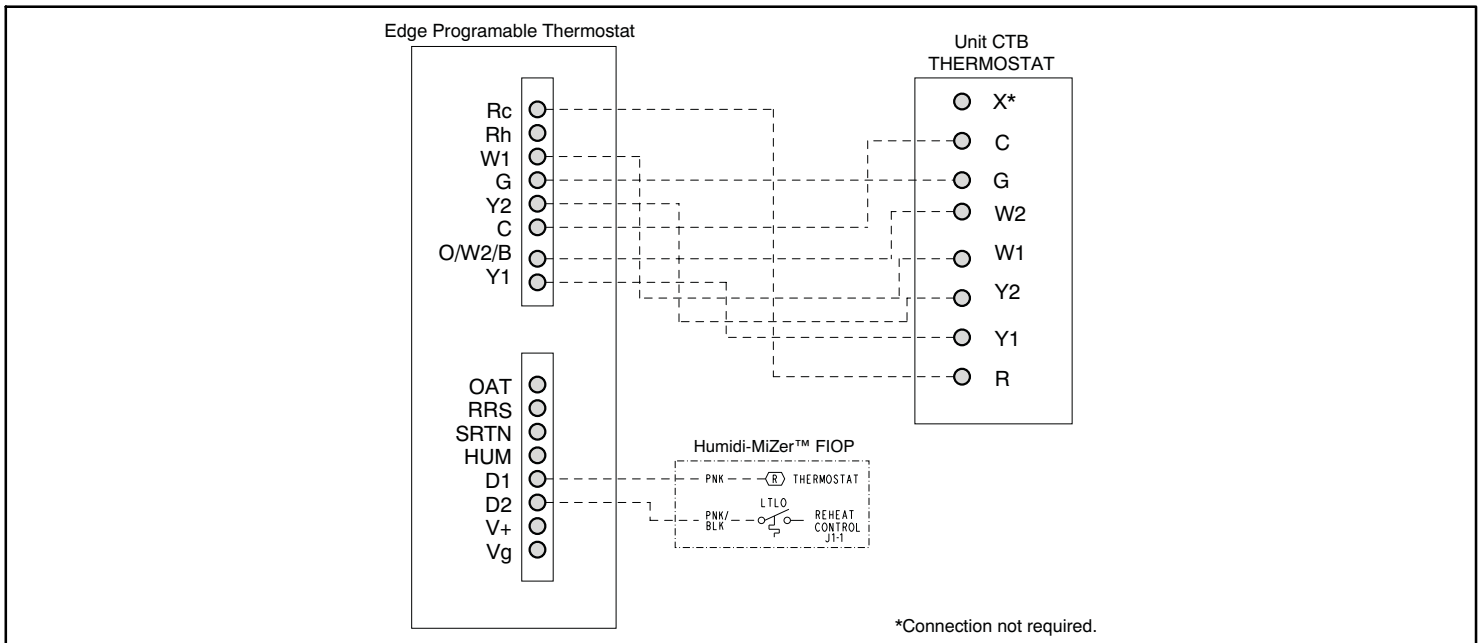 Edge Programable Thermostat
Rc
Rh
W1
G
Y2
C
O/W2/B
Y1
OAT
RRS
SRTN
HUM
D1
D2
V+
Vg
Unit CTB
THERMOSTAT
X*
C
G
W2
W1
Y2
Y1
R
Humidi-MiZer™ FIOP
PNK R THERMOSTAT
LTLO
PNK/
BLK
REHEAT
CONTROL
J1-1
*Connection not required.